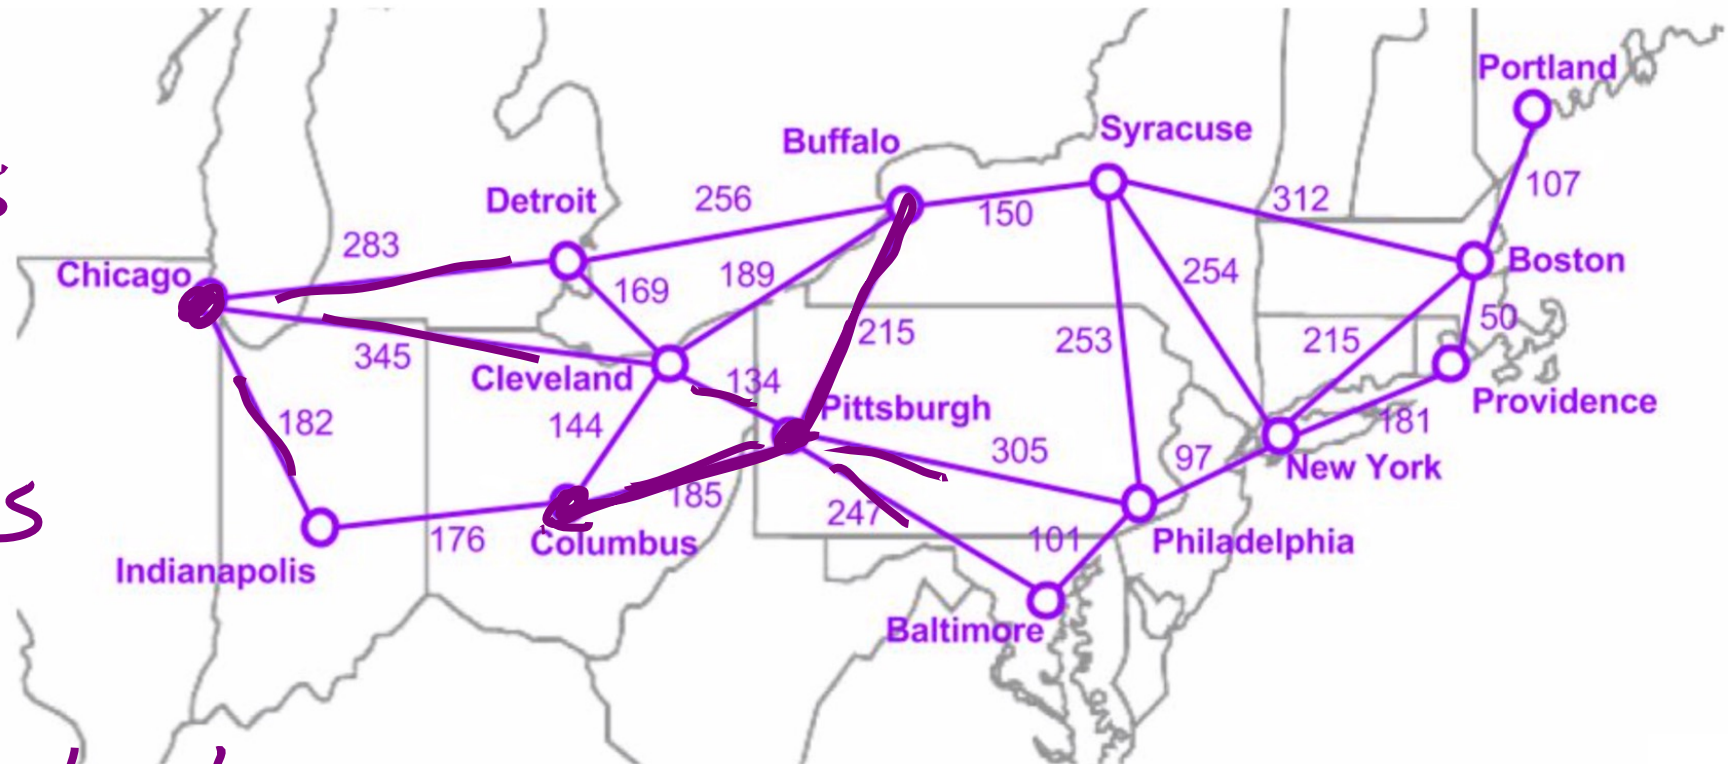 Portland
Syracuse
Buffalo
107
Detroit
256
312
150
283
Boston
Chicago
254
189
169
50
215
253
215
345
Cleveland
134
Providence
Pittsburgh
182
144
181
305
97
New York
185
247
176
101
Columbus
Philadelphia
Indianapolis
Baltimore
S